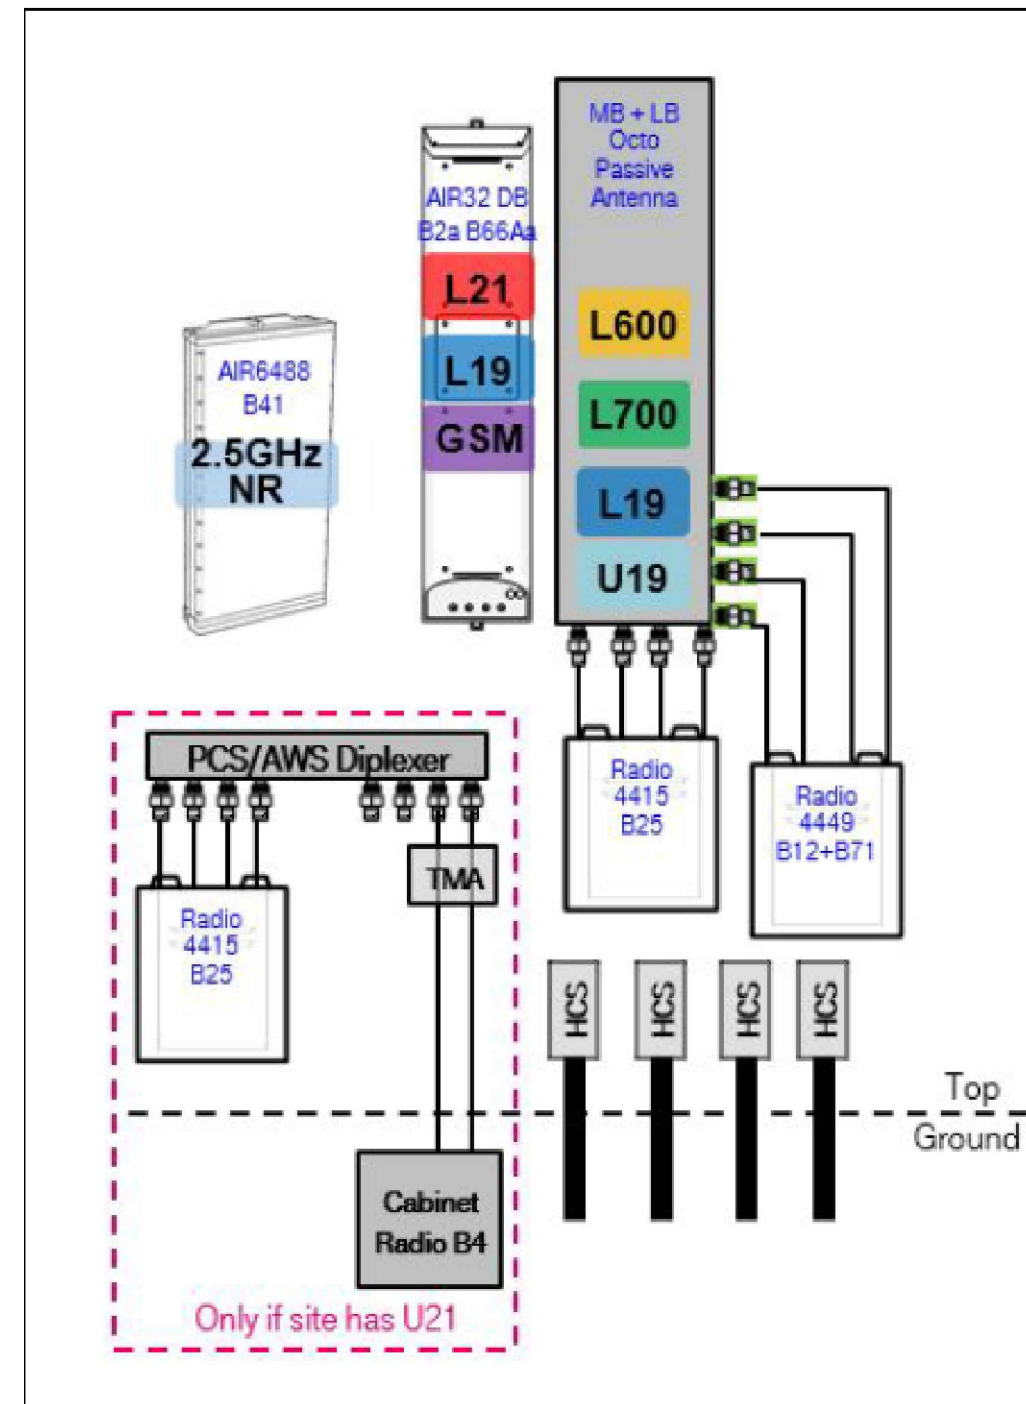 MB + LB
Octo
Passive
Antenna
AIR32 DB
B2a B66Aa
L21
L19
GSM
L600
L700
L19
U19
AIR6488
B41
2.5GHz
NR
PCS/AWS Diplexer
TMA
Radio
4415
B25
Radio
4415
B25
Radio
4449
B12+B71
HCS
HCS
HCS
HCS
Top
Ground
Cabinet
Radio B4
Only if site has U21